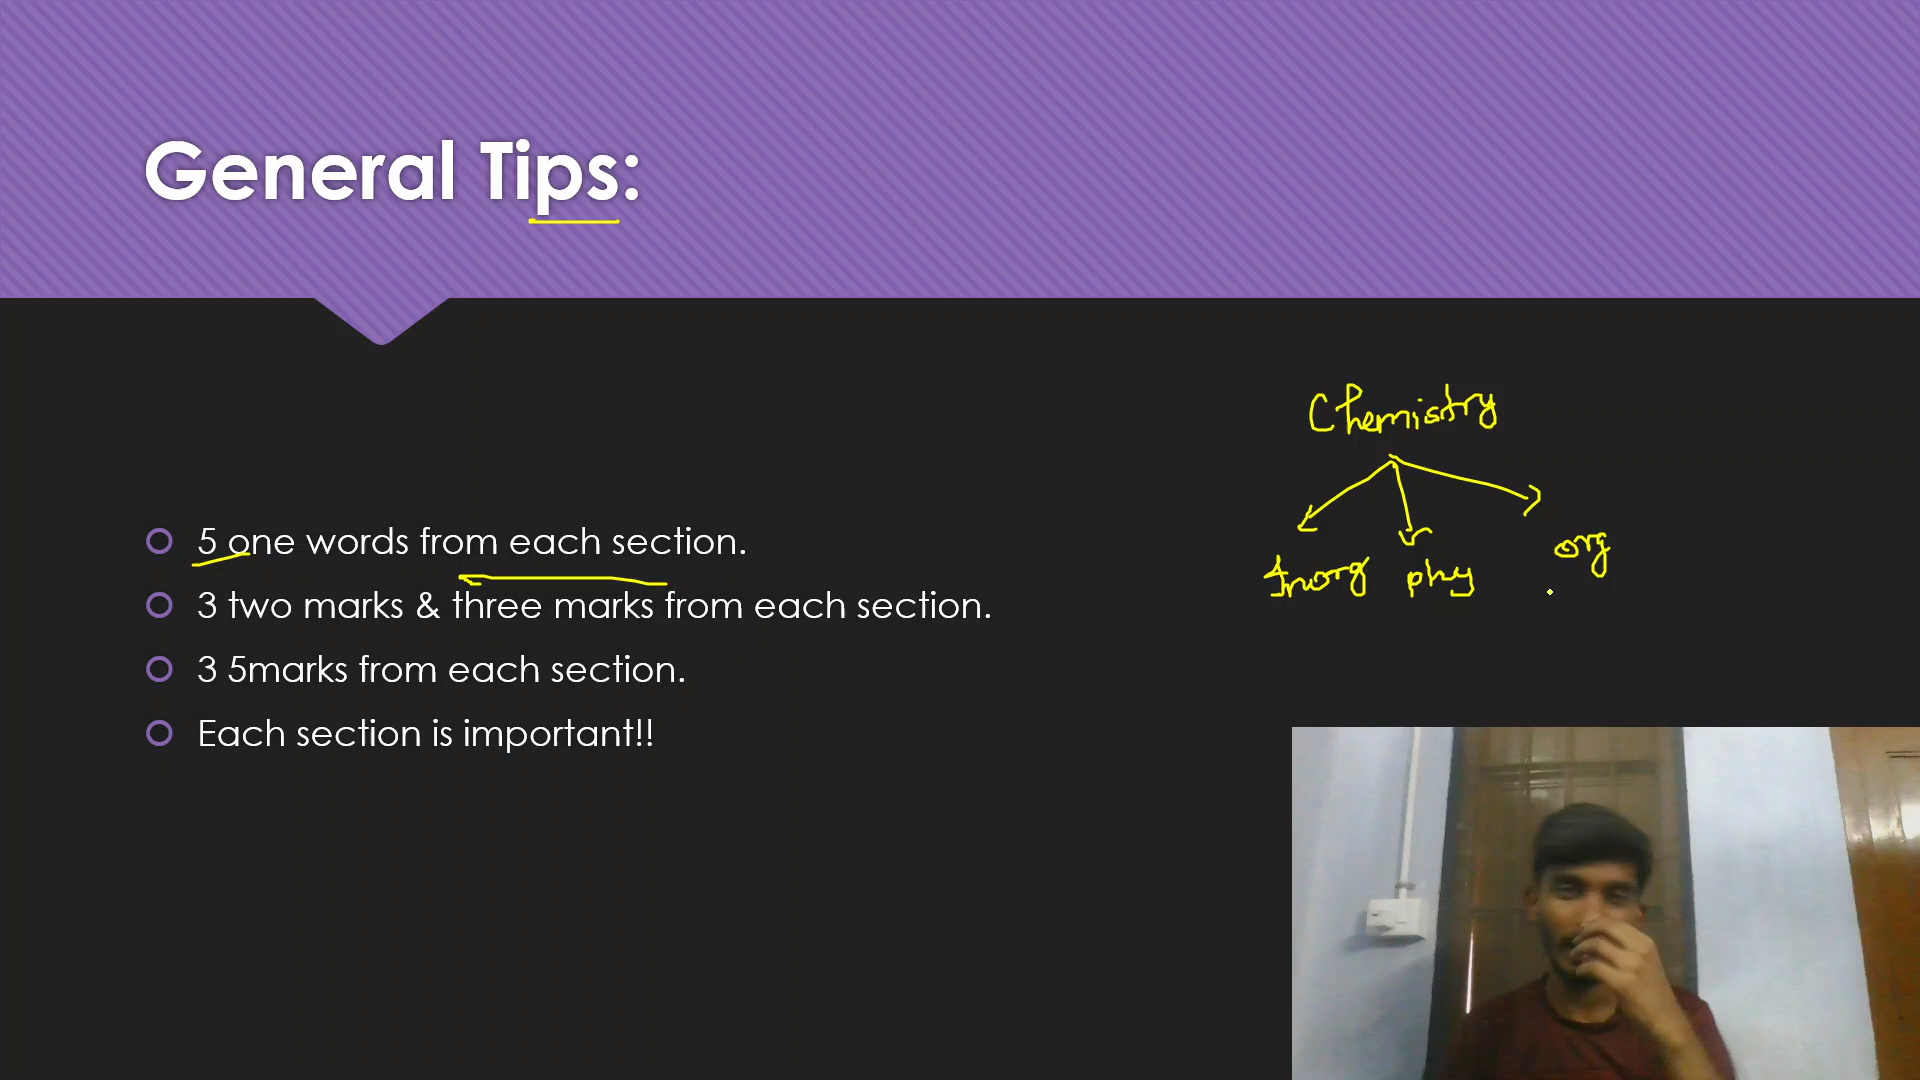 General Tips:
5 one words from each section.
3 two marks & three marks from each section.
3 5marks from each section.
Each section is important!!
Chemistry
Inorg phy org